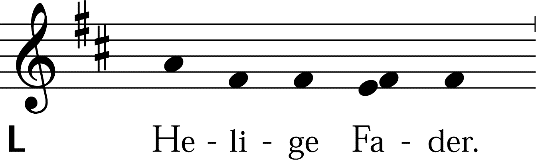 L He - li - ge Fa - der.